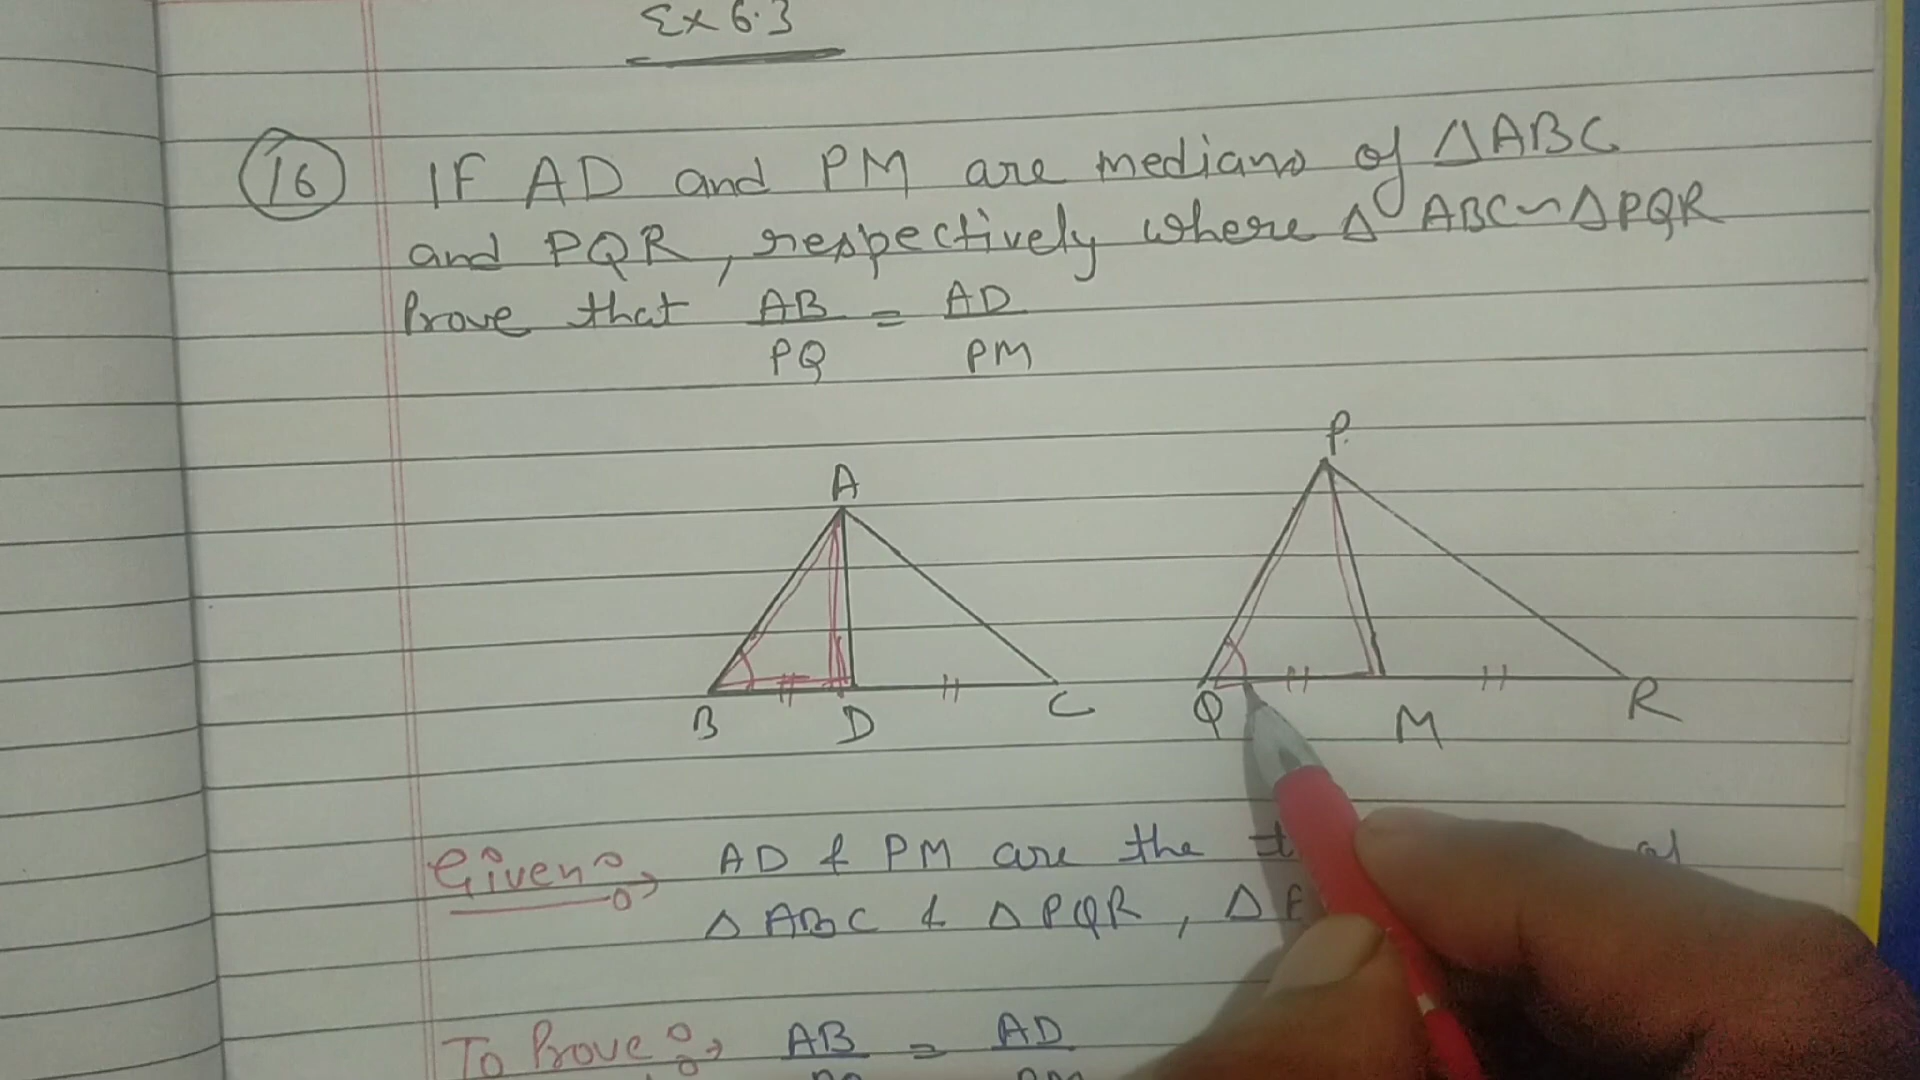 Ex 6.3
16 IF AD and PM are medians of △ABC
and PQR, respectively where △ ABC ~ △PQR
Prove that AB/PQ = AD/PM
A
P
B D C
Q M R
Given:→ AD & PM are the
△ ABC & △ PQR, △
To Prove:→ AB = AD